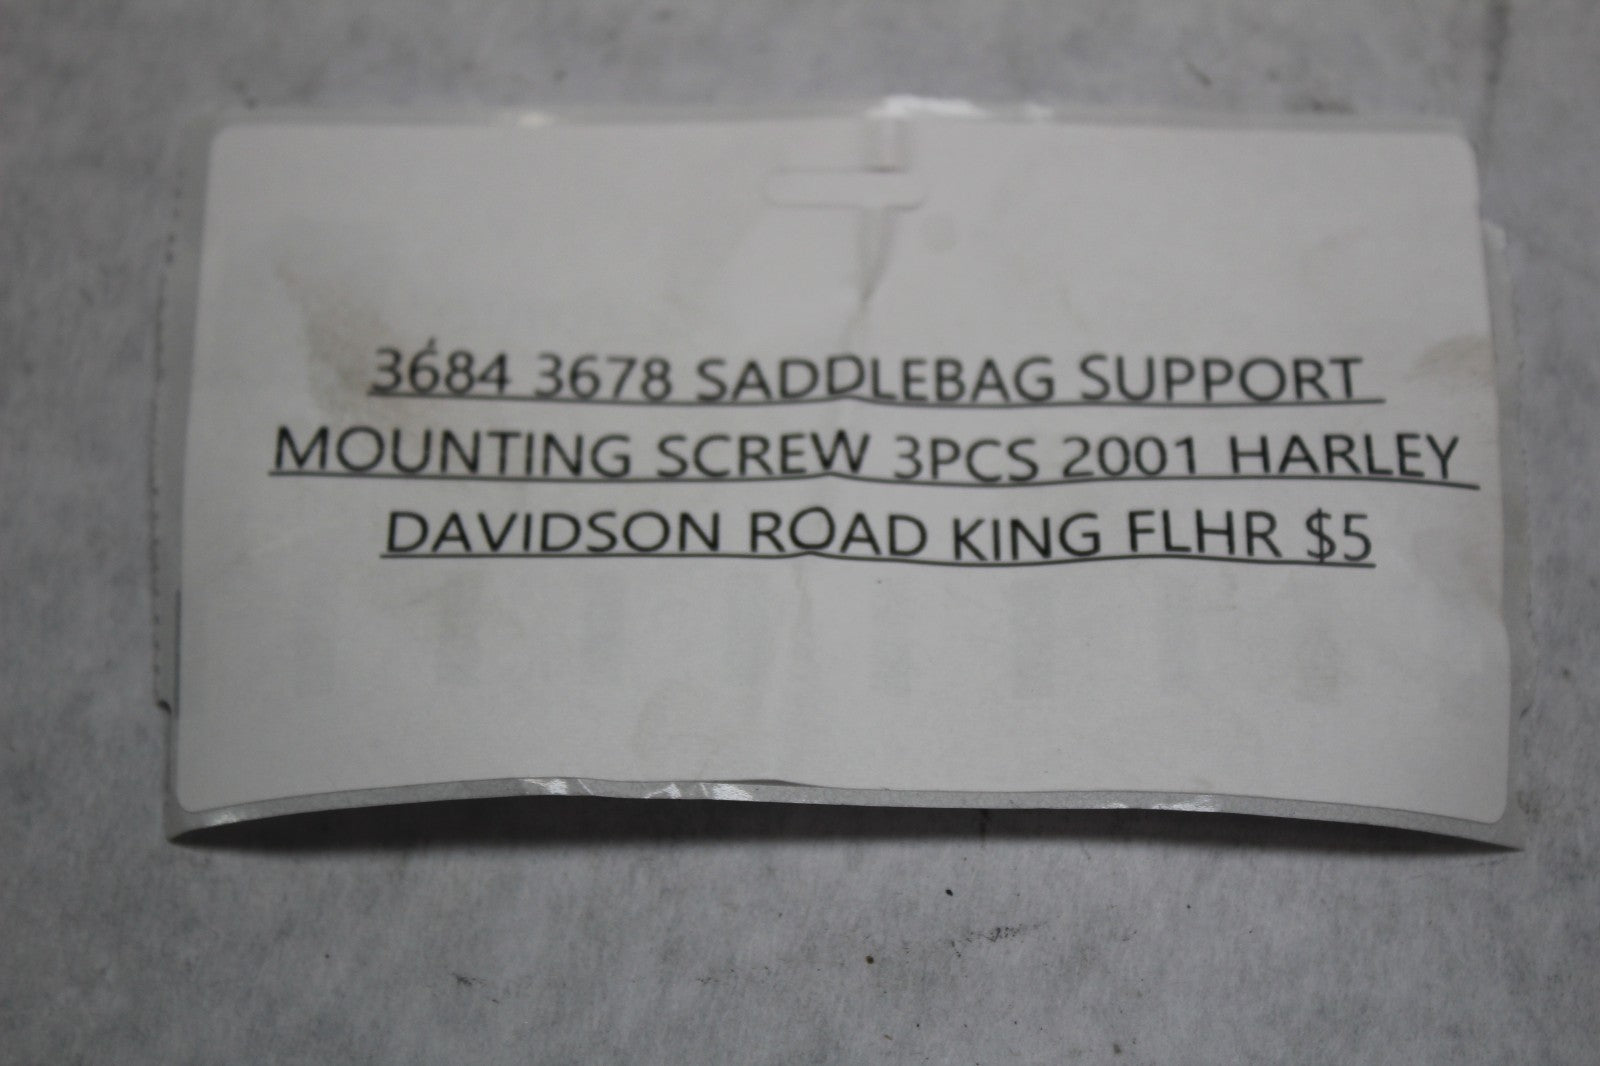 3684 3678 SADDLEBAG SUPPORT
MOUNTING SCREW 3PCS 2001 HARLEY
DAVIDSON ROAD KING FLHR $5